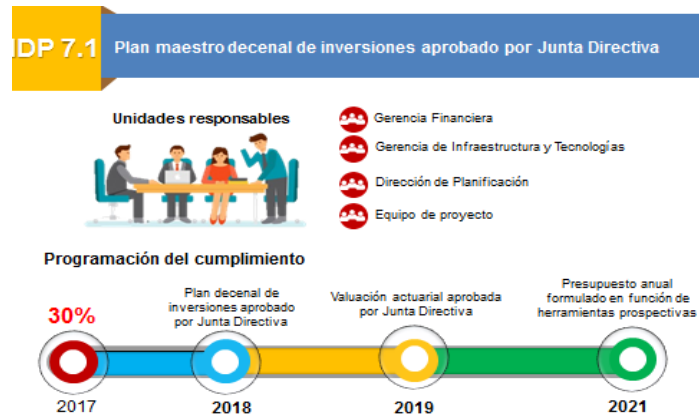 IDP 7.1
Plan maestro decenal de inversiones aprobado por Junta Directiva
Unidades responsables
Gerencia Financiera
Gerencia de Infraestructura y Tecnologías
Dirección de Planificación
Equipo de proyecto
Programación del cumplimiento
30%
Plan decenal de
inversiones aprobado
por Junta Directiva
Valuación actuarial aprobada
por Junta Directiva
Presupuesto anual
formulado en función de
herramientas prospectivas
2017
2018
2019
2021